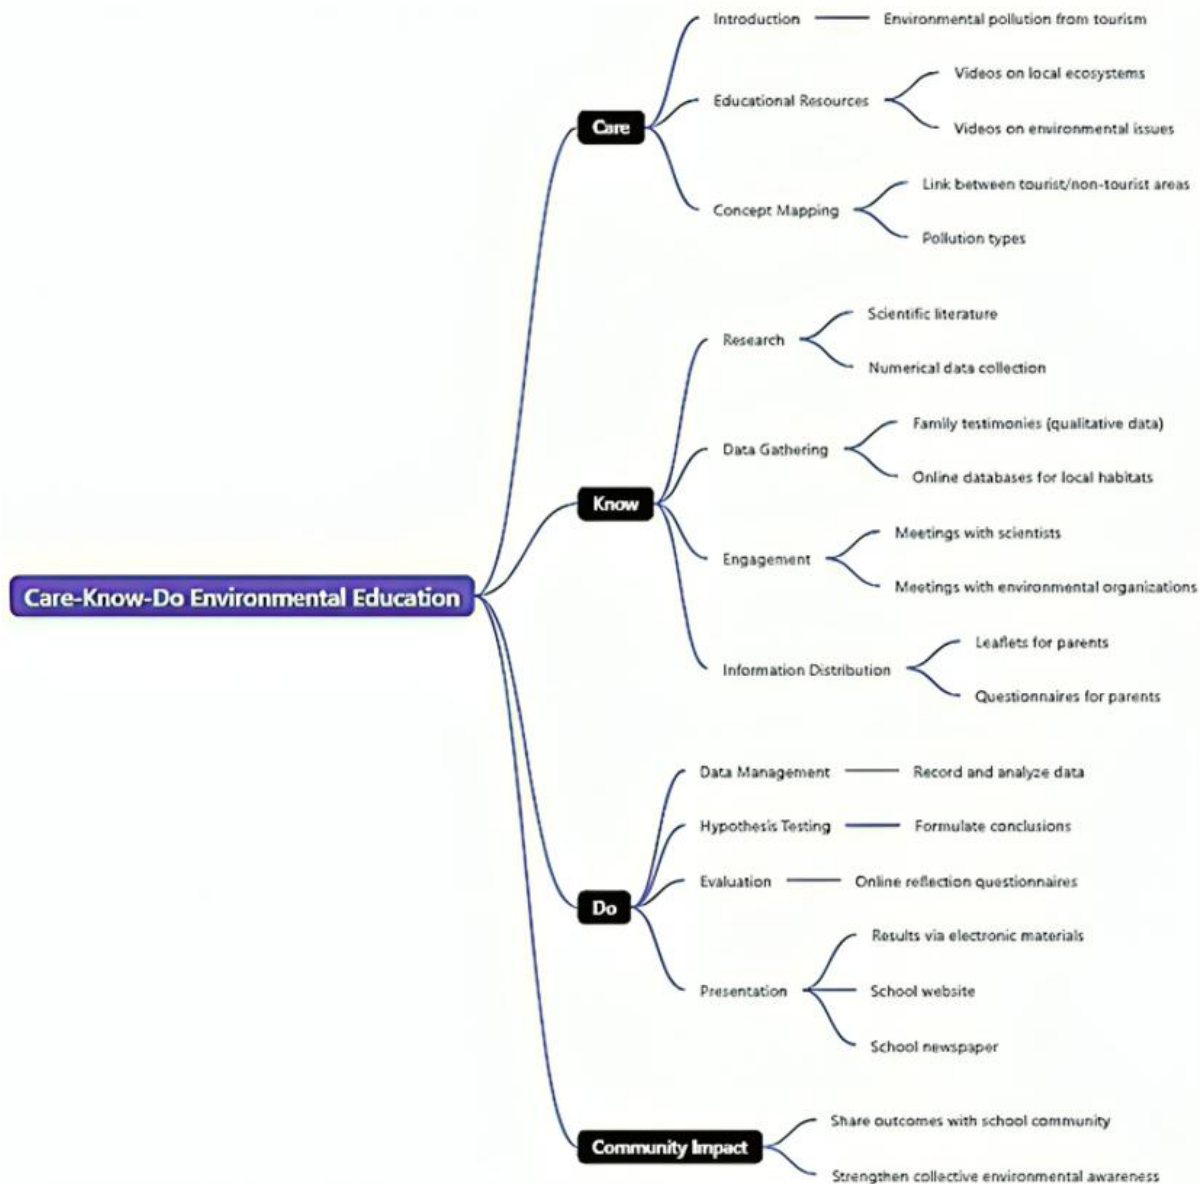 Care-Know-Do Environmental Education
Care
Introduction
Environmental pollution from tourism
Educational Resources
Videos on local ecosystems
Videos on environmental issues
Concept Mapping
Link between tourist/non-tourist areas
Pollution types
Know
Research
Scientific literature
Numerical data collection
Data Gathering
Family testimonies (qualitative data)
Online databases for local habitats
Engagement
Meetings with scientists
Meetings with environmental organizations
Information Distribution
Leaflets for parents
Questionnaires for parents
Do
Data Management
Record and analyze data
Hypothesis Testing
Formulate conclusions
Evaluation
Online reflection questionnaires
Presentation
Results via electronic materials
School website
School newspaper
Community Impact
Share outcomes with school community
Strengthen collective environmental awareness